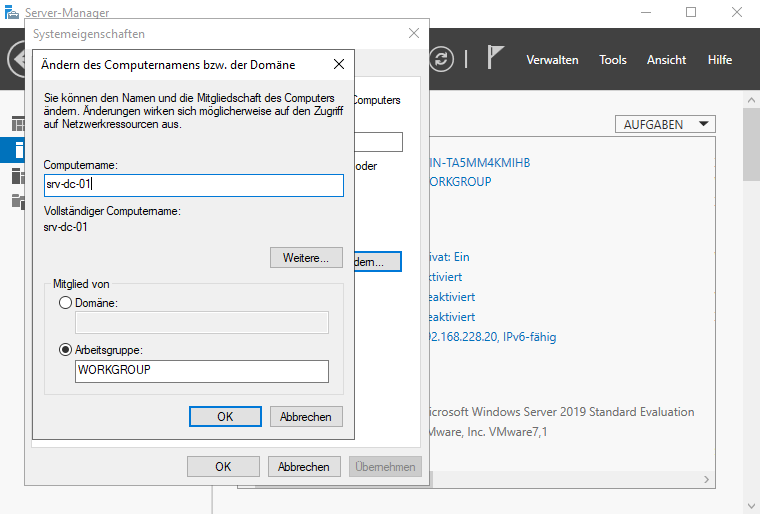 Server-Manager
Systemeigenschaften
Ändern des Computernamens bzw. der Domäne
Verwalten
Tools
Ansicht
Hilfe
Sie können den Namen und die Mitgliedschaft des Computers
ändern. Änderungen wirken sich möglicherweise auf den Zugriff
auf Netzwerkressourcen aus.
Computers
oder
AUFGABEN
Computername:
srv-dc-01
Vollständiger Computername:
srv-dc-01
Weitere...
dern...
Mitglied von
Domäne:
Arbeitsgruppe:
WORKGROUP
OK
Abbrechen
OK
Abbrechen
Übernehmen
IN-TA5MM4KMIHB
ORKGROUP
ivat: Ein
ktiviert
eaktiviert
eaktiviert
92.168.228.20, IPv6-fähig
icrosoft Windows Server 2019 Standard Evaluation
Mware, Inc. VMware7,1